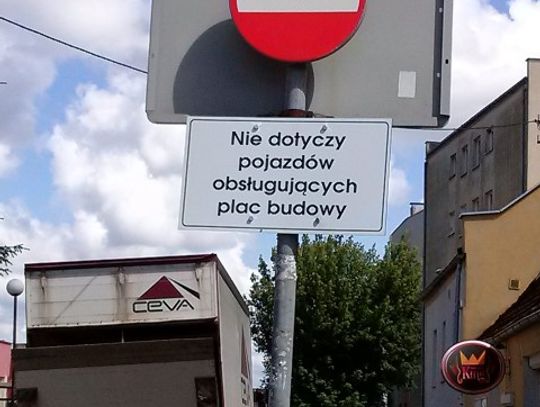 Nie dotyczy
pojazdów
obsługujących
plac budowy
CEVA
King